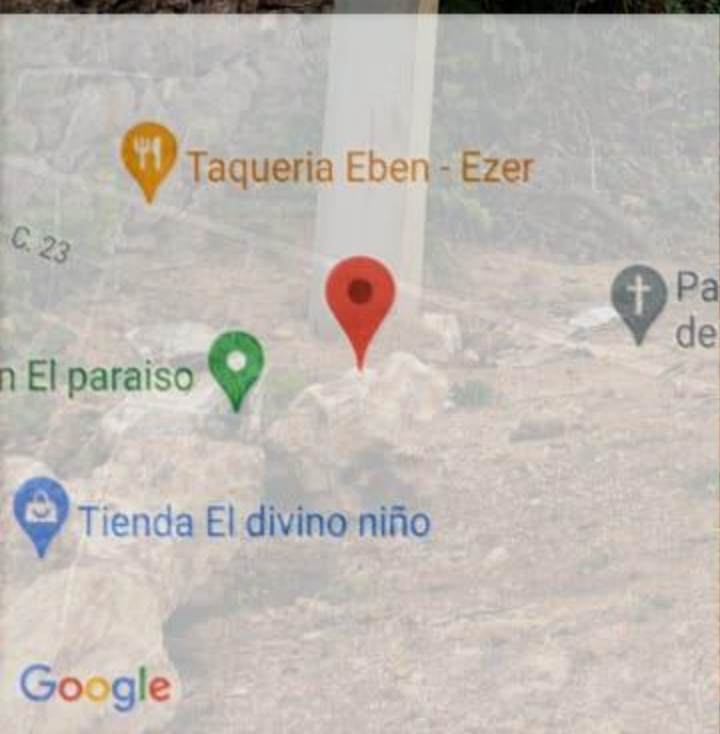 Taqueria Eben - Ezer
C. 23
Pa
de
n El paraiso
Tienda El divino niño
Google